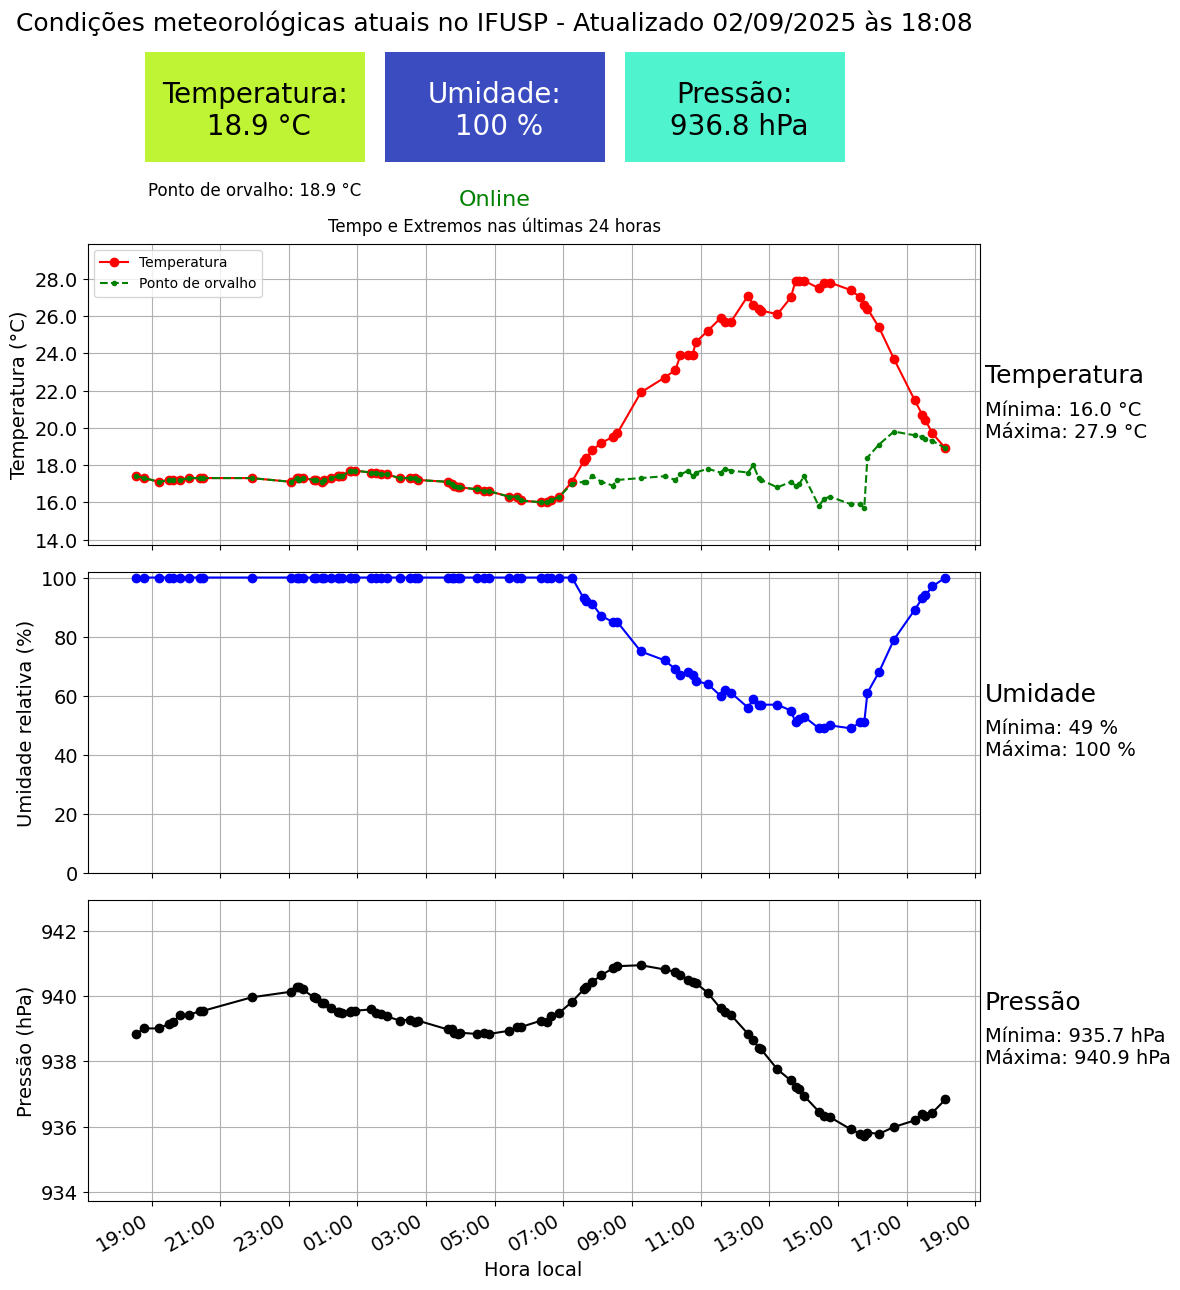 Condições meteorológicas atuais no IFUSP - Atualizado 02/09/2025 às 18:08
Temperatura:
18.9 °C
Umidade:
100 %
Pressão:
936.8 hPa
Ponto de orvalho: 18.9 °C
Online
Tempo e Extremos nas últimas 24 horas
Temperatura
Ponto de orvalho
Temperatura (°C)
28.0
26.0
24.0
22.0
20.0
18.0
16.0
14.0
Temperatura
Mínima: 16.0 °C
Máxima: 27.9 °C
Umidade relativa (%)
100
80
60
40
20
0
Umidade
Mínima: 49 %
Máxima: 100 %
Pressão (hPa)
942
940
938
936
934
Pressão
Mínima: 935.7 hPa
Máxima: 940.9 hPa
19:00
21:00
23:00
01:00
03:00
05:00
07:00
09:00
11:00
13:00
15:00
17:00
19:00
Hora local